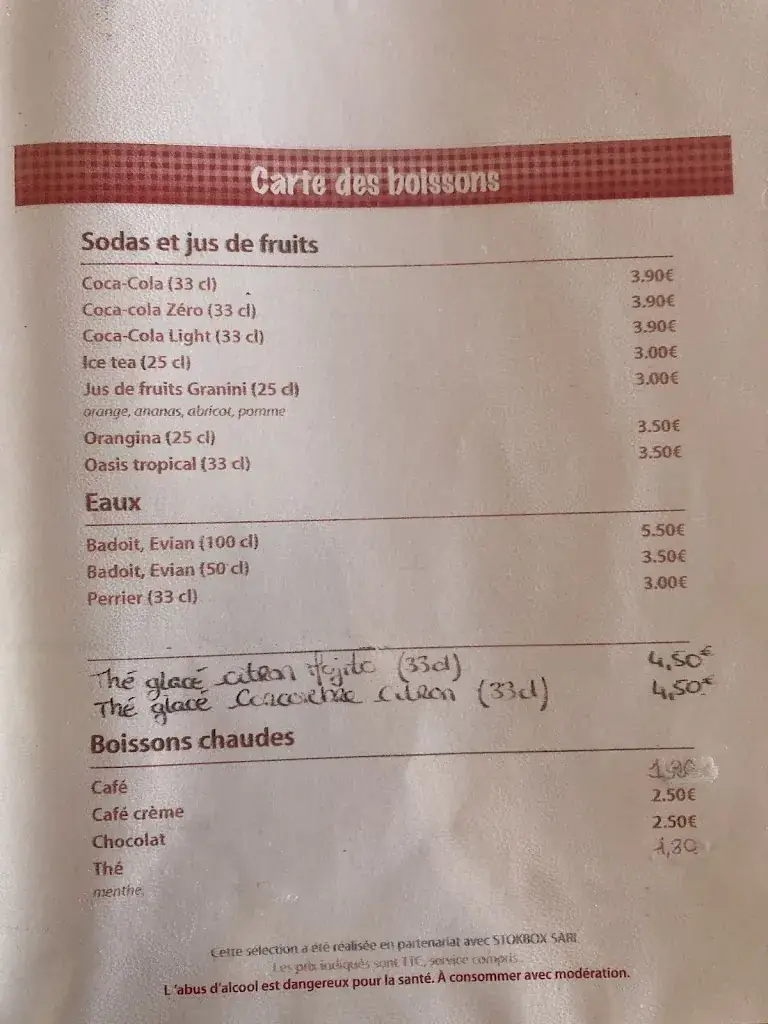 Carte des boissons
Sodas et jus de fruits
Coca-Cola (33 cl) 3.90€
Coca-cola Zéro (33 cl) 3.90€
Coca-Cola Light (33 cl) 3.90€
Ice tea (25 cl) 3.00€
Jus de fruits Granini (25 cl) 3.00€
orange, ananas, abricot, pomme
Orangina (25 cl) 3.50€
Oasis tropical (33 cl) 3.50€
Eaux
Badoit, Evian (100 cl) 5.50€
Badoit, Evian (50 cl) 3.50€
Perrier (33 cl) 3.00€
Thé glacé citron Mojito (33cl) 4,50€
Thé glacé citron (33cl) 4,50€
Boissons chaudes
Café
Café crème 2.50€
Chocolat 2.50€
Thé 1,80
menthe,
Cette sélection a été réalisée en partenariat avec STOKBOX SARL
Les prix indiqués sont TTC, service compris.
L 'abus d'alcool est dangereux pour la santé. À consommer avec modération.